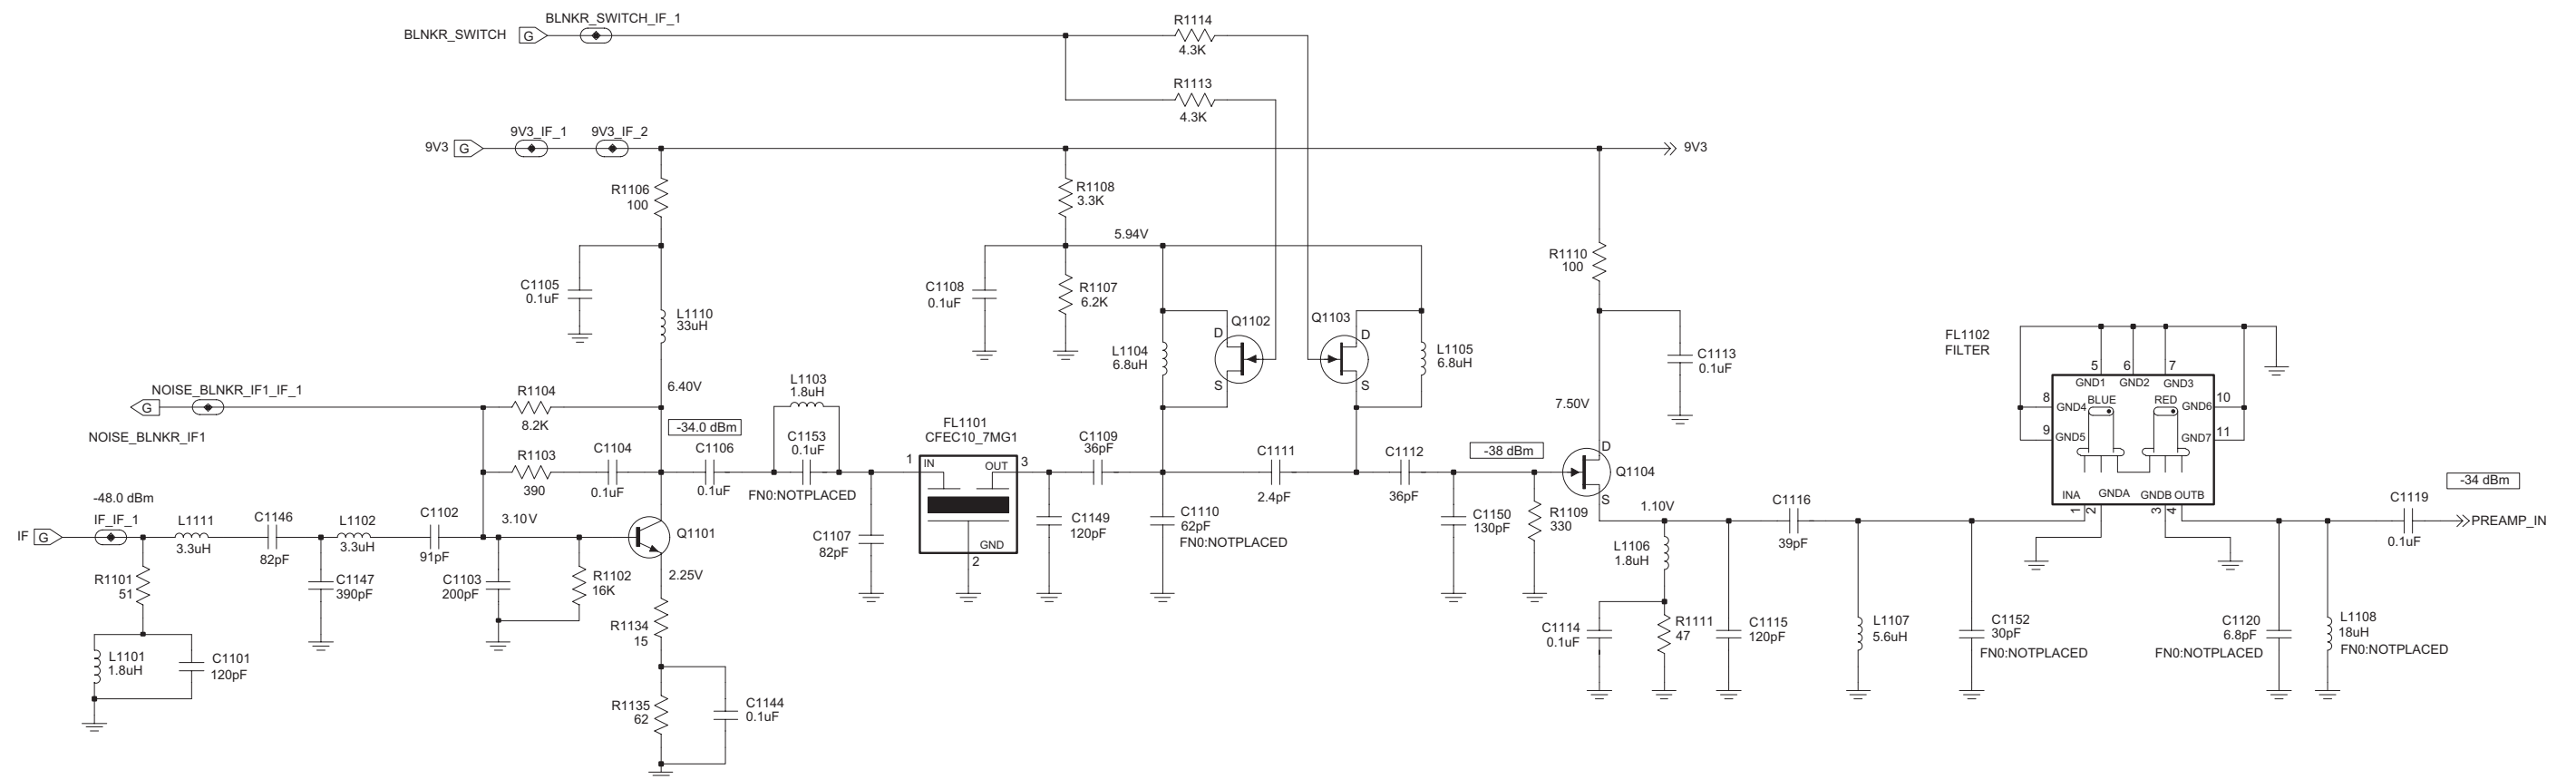 BLNKR_SWITCH
G
BLNKR_SWITCH_IF_1
R1114
4.3K
R1113
4.3K
9V3
G
9V3_IF_1
9V3_IF_2
9V3
R1106
100
R1108
3.3K
5.94V
R1110
100
C1105
0.1uF
L1110
33uH
C1108
0.1uF
R1107
6.2K
L1104
6.8uH
Q1102
D
S
Q1103
D
S
L1105
6.8uH
C1113
0.1uF
FL1102
FILTER
5
6
7
GND1
GND2
GND3
8
GND4
BLUE
RED
GND6
10
9
GND5
GND7
11
INA
GNDA
GNDB
OUTB
1
2
3
4
NOISE_BLNKR_IF1_IF_1
G
NOISE_BLNKR_IF1
R1104
8.2K
6.40V
-34.0 dBm
R1103
390
C1104
0.1uF
C1106
0.1uF
L1103
1.8uH
C1153
0.1uF
FN0:NOTPLACED
FL1101
CFEC10_7MG1
1
IN
OUT
3
GND
2
C1109
36pF
C1111
2.4pF
C1112
36pF
-38 dBm
7.50V
D
Q1104
S
-48.0 dBm
IF
G
IF_IF_1
L1111
3.3uH
C1146
82pF
L1102
3.3uH
C1102
91pF
3.10V
Q1101
2.25V
R1101
51
C1147
390pF
C1103
200pF
R1102
16K
L1101
1.8uH
C1101
120pF
R1134
15
R1135
62
C1144
0.1uF
C1107
82pF
C1149
120pF
C1110
62pF
FN0:NOTPLACED
C1150
130pF
R1109
330
1.10V
L1106
1.8uH
C1116
39pF
C1114
0.1uF
R1111
47
C1115
120pF
L1107
5.6uH
C1152
30pF
FN0:NOTPLACED
C1120
6.8pF
FN0:NOTPLACED
L1108
18uH
FN0:NOTPLACED
-34 dBm
C1119
0.1uF
PREAMP_IN